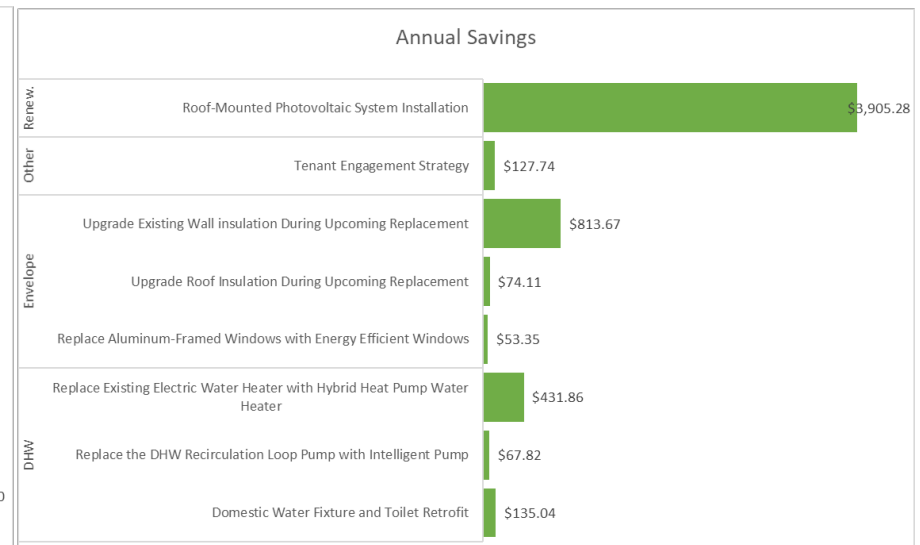 Annual Savings
Renew.
Roof-Mounted Photovoltaic System Installation
$3,905.28
Other
Tenant Engagement Strategy
$127.74
Envelope
Upgrade Existing Wall insulation During Upcoming Replacement
$813.67
Upgrade Roof Insulation During Upcoming Replacement
$74.11
Replace Aluminum-Framed Windows with Energy Efficient Windows
$53.35
DHW
Replace Existing Electric Water Heater with Hybrid Heat Pump Water
Heater
$431.86
Replace the DHW Recirculation Loop Pump with Intelligent Pump
$67.82
Domestic Water Fixture and Toilet Retrofit
$135.04
0